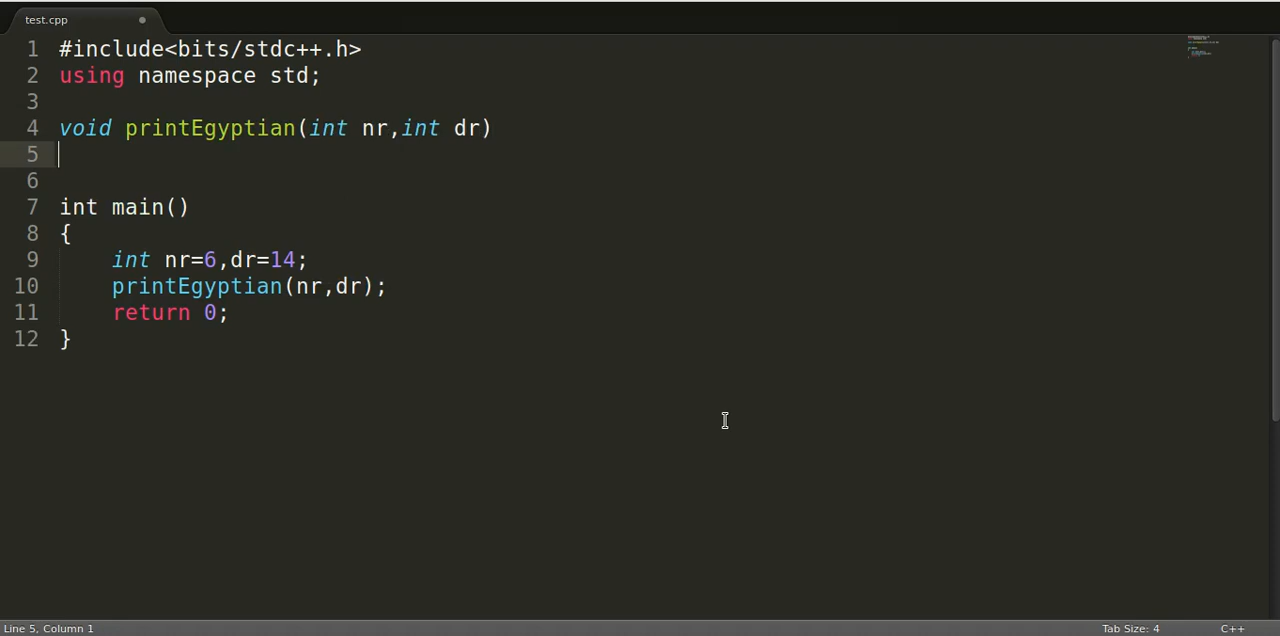 test.cpp
1 #include<bits/stdc++.h>
2 using namespace std;
3
4 void printEgyptian(int nr,int dr)
5
6
7 int main()
8 {
9     int nr=6,dr=14;
10     printEgyptian(nr,dr);
11     return 0;
12 }
Line 5, Column 1 Tab Size: 4 C++